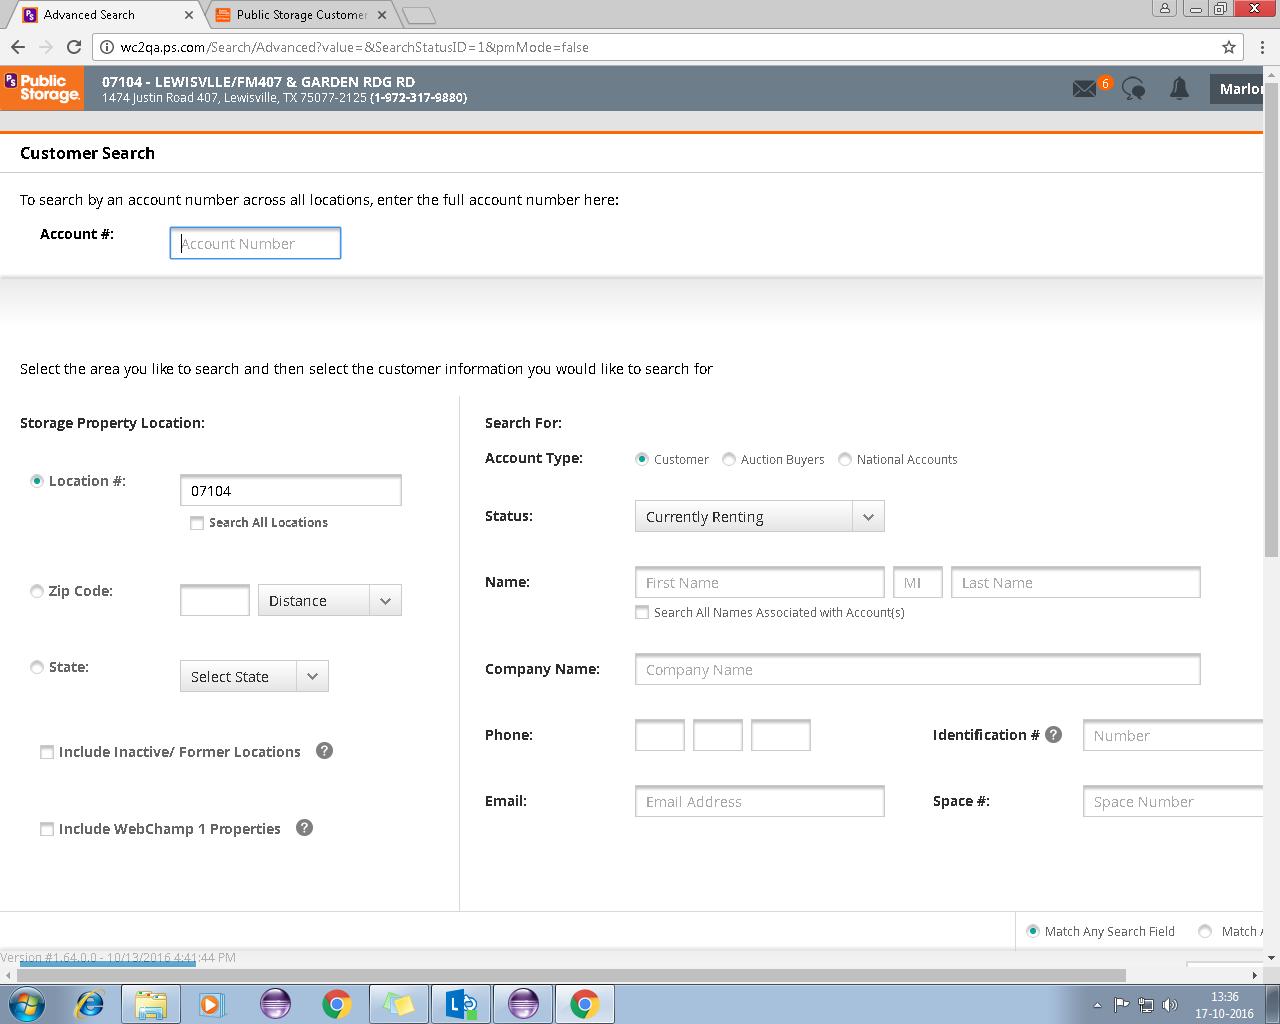 Advanced Search
Public Storage Customer
wc2qa.ps.com/Search/Advanced?value=&SearchStatusID=1&pmMode=false
PS Public Storage.
07104 - LEWISVLLE/FM407 & GARDEN RDG RD
1474 Justin Road 407, Lewisville, TX 75077-2125 (1-972-317-9880)
6
Marlo
Customer Search
To search by an account number across all locations, enter the full account number here:
Account #:
Account Number
Select the area you like to search and then select the customer information you would like to search for
Storage Property Location:
Location #:
07104
Search All Locations
Zip Code:
Distance
State:
Select State
Include Inactive/ Former Locations ?
Include WebChamp 1 Properties ?
Search For:
Account Type:
Customer
Auction Buyers
National Accounts
Status:
Currently Renting
Name:
First Name
MI
Last Name
Search All Names Associated with Account(s)
Company Name:
Company Name
Phone:
Identification # ?
Number
Email:
Email Address
Space #:
Space Number
Match Any Search Field
Match
Version #1.64.0.0 - 10/13/2016 4:41:44 PM
13:36
17-10-2016